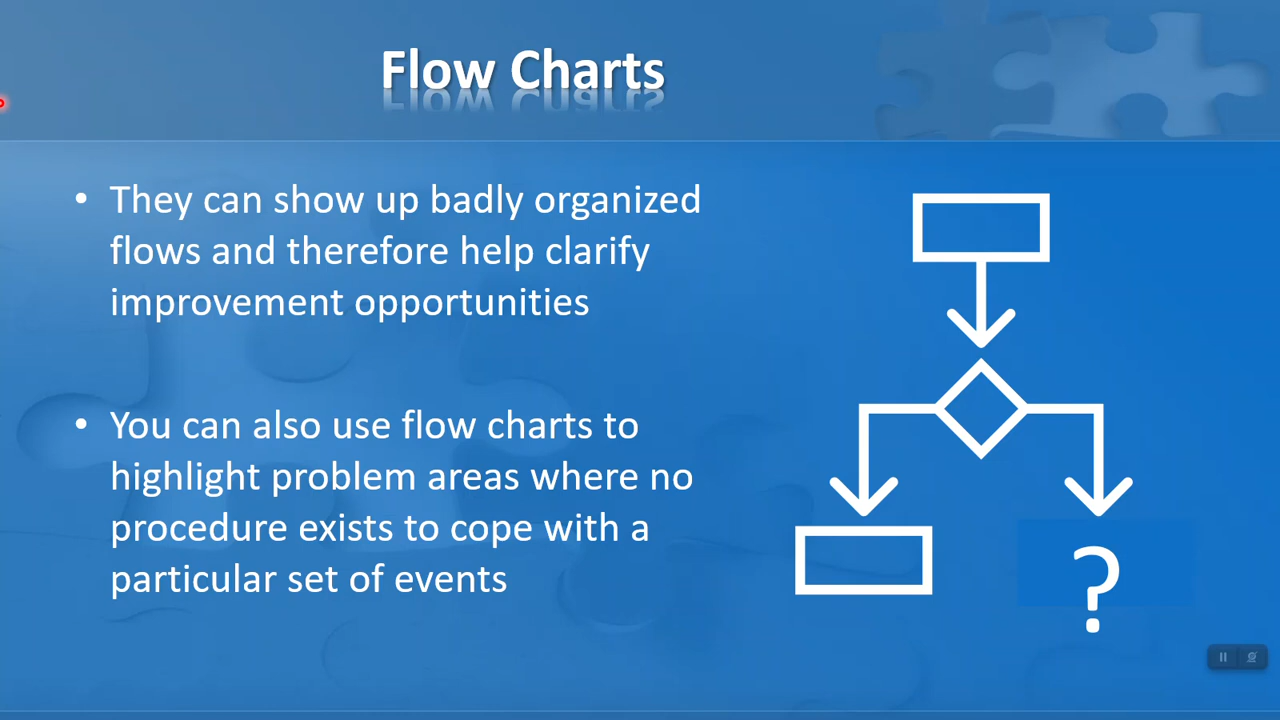 Flow Charts
• They can show up badly organized
flows and therefore help clarify
improvement opportunities
• You can also use flow charts to
highlight problem areas where no
procedure exists to cope with a
particular set of events
?